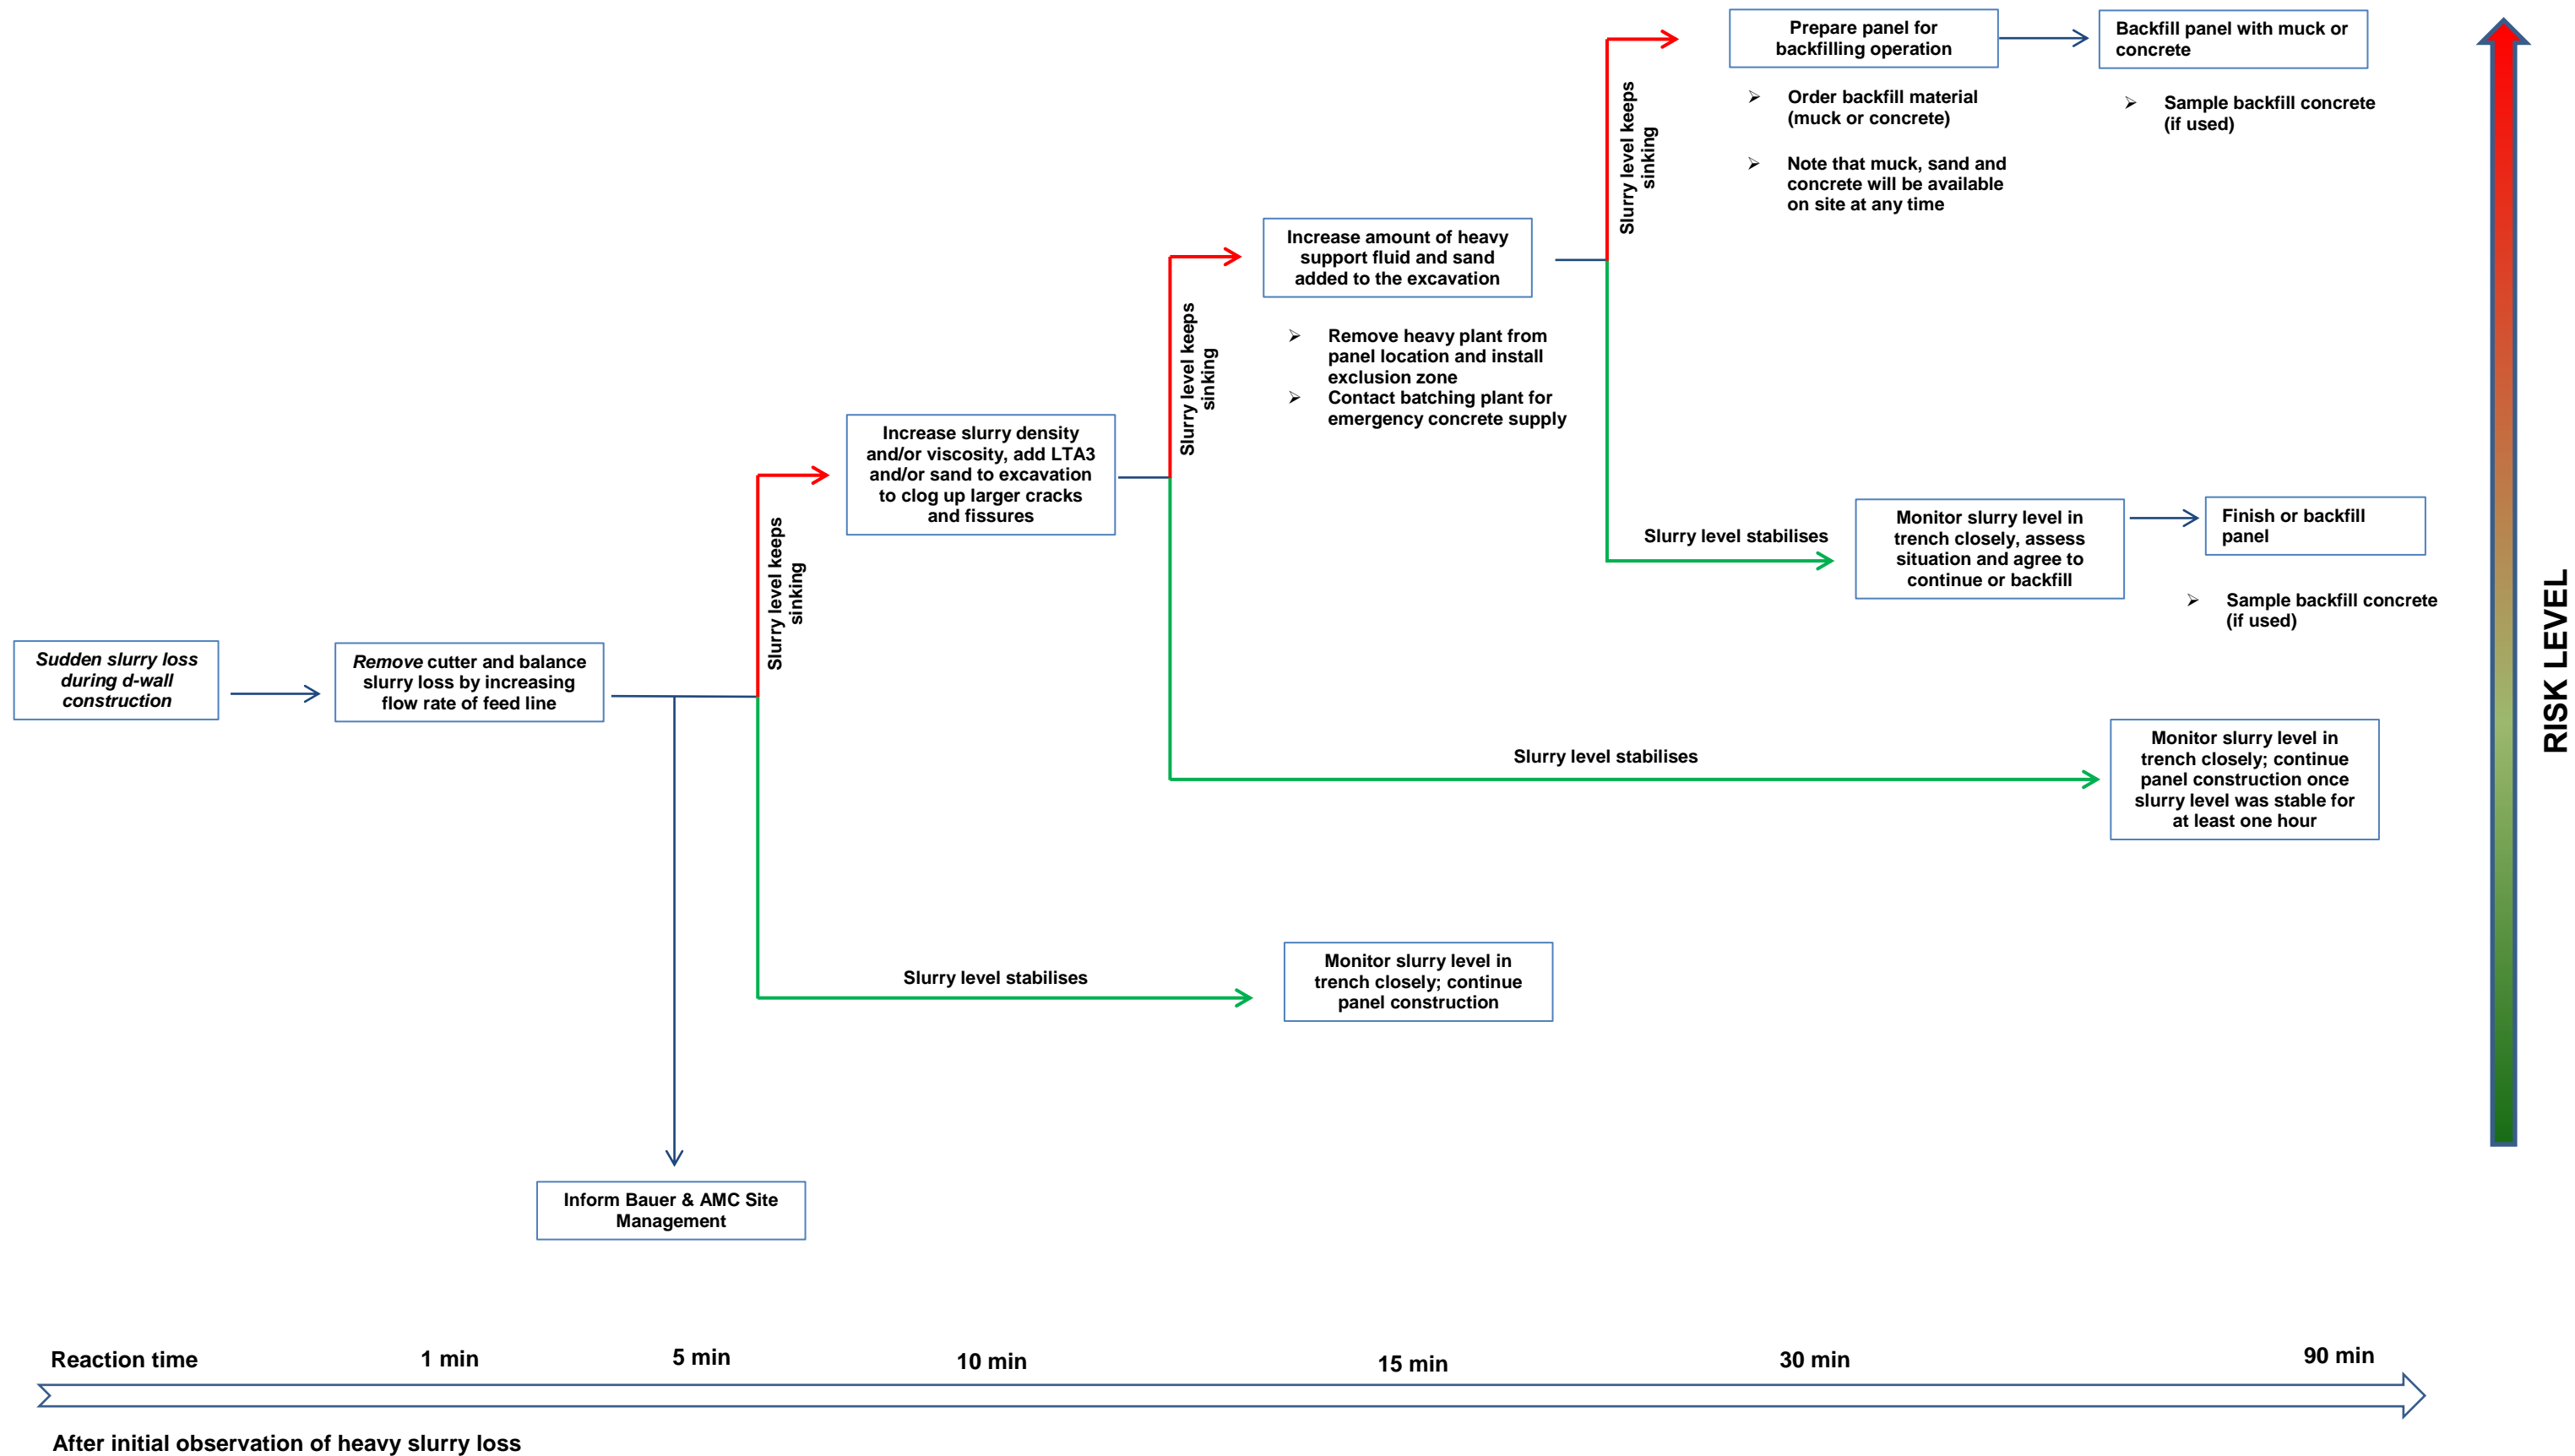 Prepare panel for
backfilling operation
Backfill panel with muck or
concrete
➢ Order backfill material
(muck or concrete)
➢ Note that muck, sand and
concrete will be available
on site at any time
➢ Sample backfill concrete
(if used)
Slurry level keeps
sinking
Increase amount of heavy
support fluid and sand
added to the excavation
➢ Remove heavy plant from
panel location and install
exclusion zone
➢ Contact batching plant for
emergency concrete supply
Slurry level keeps
sinking
Increase slurry density
and/or viscosity, add LTA3
and/or sand to excavation
to clog up larger cracks
and fissures
Slurry level stabilises
Monitor slurry level in
trench closely, assess
situation and agree to
continue or backfill
Finish or backfill
panel
➢ Sample backfill concrete
(if used)
Slurry level keeps
sinking
Sudden slurry loss
during d-wall
construction
Remove cutter and balance
slurry loss by increasing
flow rate of feed line
Slurry level stabilises
Monitor slurry level in
trench closely; continue
panel construction once
slurry level was stable for
at least one hour
Slurry level stabilises
Monitor slurry level in
trench closely; continue
panel construction
Inform Bauer & AMC Site
Management
RISK LEVEL
Reaction time 1 min 5 min 10 min 15 min 30 min 90 min
After initial observation of heavy slurry loss